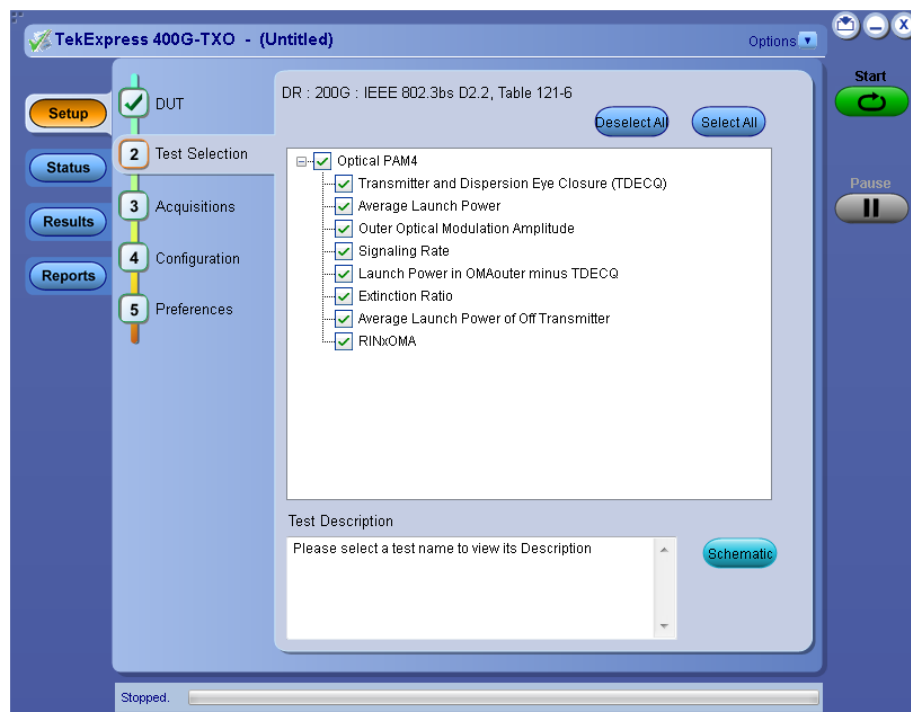 TekExpress 400G-TXO - (Untitled)
Options
x
Start
Pause
Setup
Status
Results
Reports
DUT
2 Test Selection
3 Acquisitions
4 Configuration
5 Preferences
DR : 200G : IEEE 802.3bs D2.2, Table 121-6
Deselect All
Select All
Optical PAM4
Transmitter and Dispersion Eye Closure (TDECQ)
Average Launch Power
Outer Optical Modulation Amplitude
Signaling Rate
Launch Power in OMAouter minus TDECQ
Extinction Ratio
Average Launch Power of Off Transmitter
RINxOMA
Test Description
Please select a test name to view its Description
Schematic
Stopped.